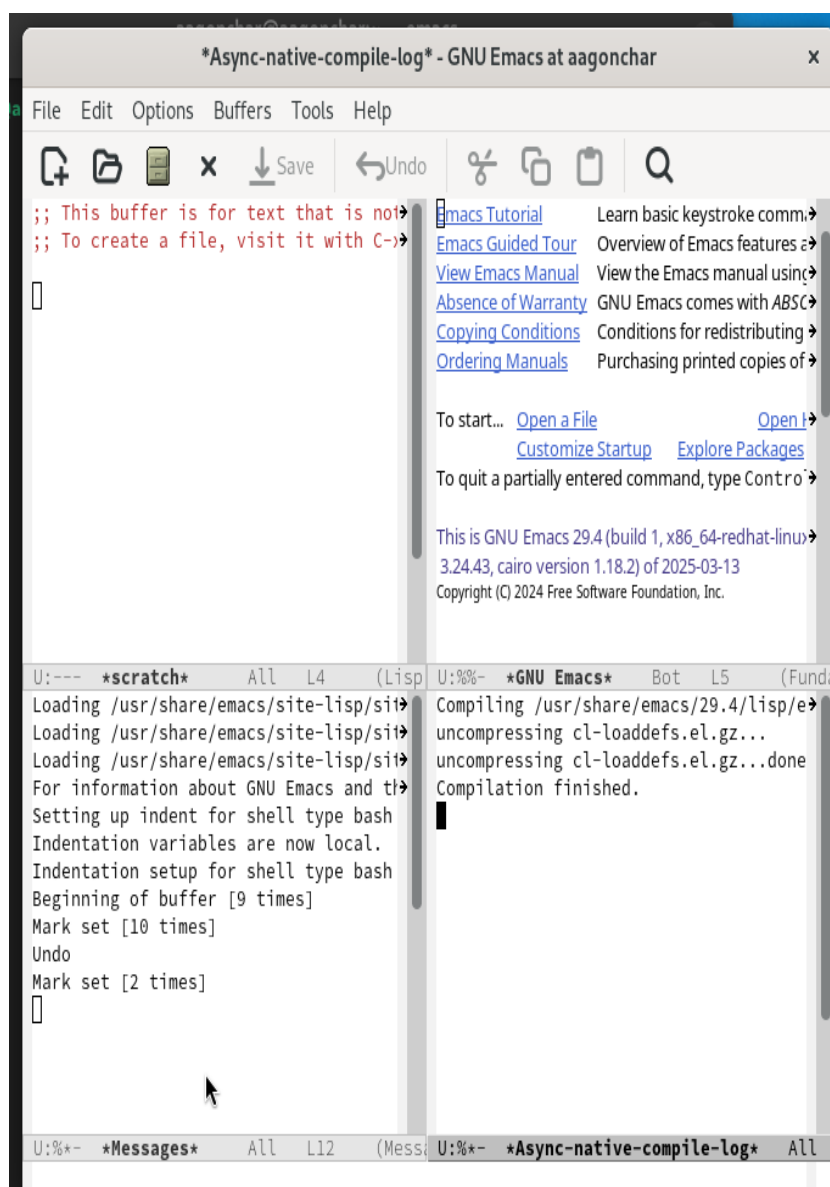 *Async-native-compile-log* - GNU Emacs at aagonchar
File Edit Options Buffers Tools Help
Save Undo
;; This buffer is for text that is not
;; To create a file, visit it with C-x
U:--- *scratch* All L4 (Lisp
Emacs Tutorial Learn basic keystroke comm
Emacs Guided Tour Overview of Emacs features a
View Emacs Manual View the Emacs manual using
Absence of Warranty GNU Emacs comes with ABSO
Copying Conditions Conditions for redistributing
Ordering Manuals Purchasing printed copies of
To start... Open a File Open
Customize Startup Explore Packages
To quit a partially entered command, type Contro
This is GNU Emacs 29.4 (build 1, x86_64-redhat-linux
3.24.43, cairo version 1.18.2) of 2025-03-13
Copyright (C) 2024 Free Software Foundation, Inc.
U:%%- *GNU Emacs* Bot L5 (Funda
Loading /usr/share/emacs/site-lisp/sit
Loading /usr/share/emacs/site-lisp/sit
Loading /usr/share/emacs/site-lisp/sit
For information about GNU Emacs and th
Setting up indent for shell type bash
Indentation variables are now local.
Indentation setup for shell type bash
Beginning of buffer [9 times]
Mark set [10 times]
Undo
Mark set [2 times]
U:%*- *Messages* All L12 (Mess
Compiling /usr/share/emacs/29.4/lisp/e
uncompressing cl-loaddefs.el.gz...
uncompressing cl-loaddefs.el.gz...done
Compilation finished.
U:%*- *Async-native-compile-log* All